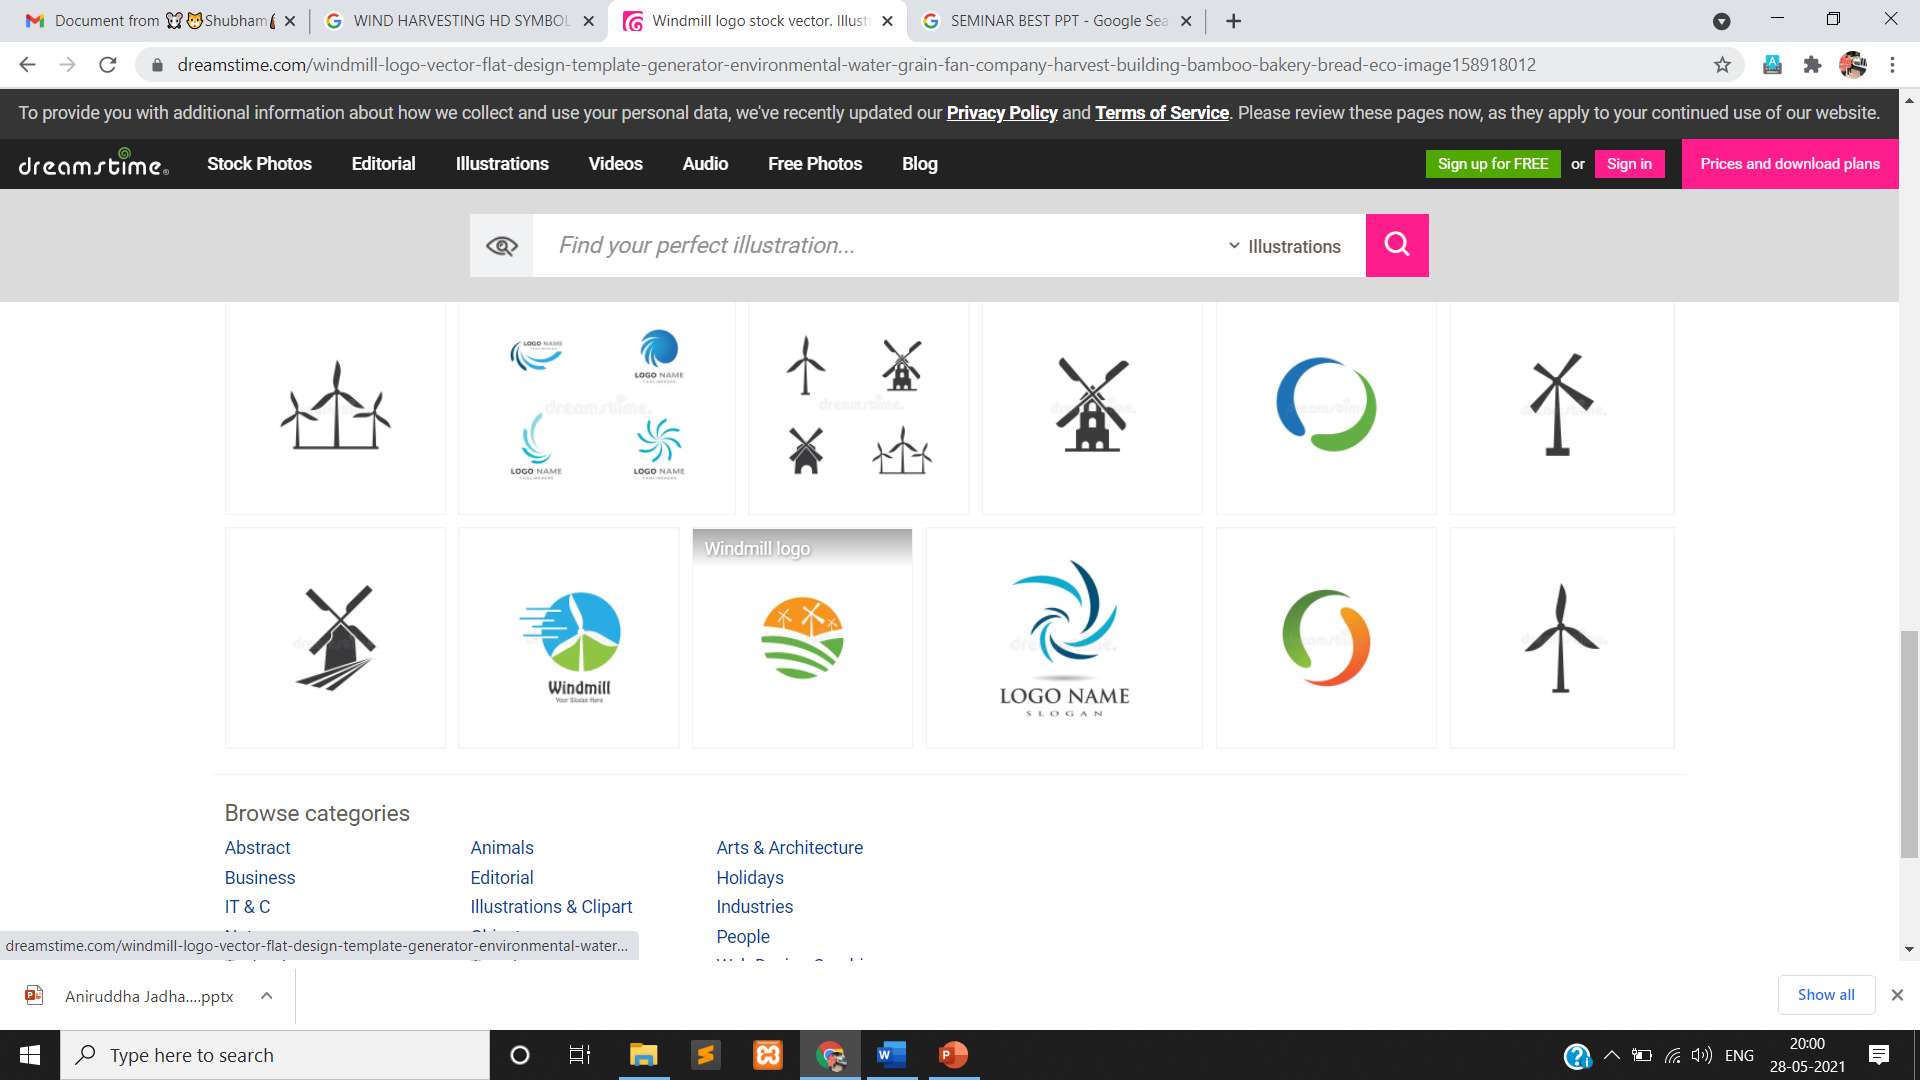 Document from 🐭🐯Shubham
WIND HARVESTING HD SYMBOL
Windmill logo stock vector. Illust
SEMINAR BEST PPT - Google Sea
dreamstime.com/windmill-logo-vector-flat-design-template-generator-environmental-water-grain-fan-company-harvest-building-bamboo-bakery-bread-eco-image158918012
To provide you with additional information about how we collect and use your personal data, we've recently updated our Privacy Policy and Terms of Service. Please review these pages now, as they apply to your continued use of our website.
dreamstime® Stock Photos Editorial Illustrations Videos Audio Free Photos Blog Sign up for FREE or Sign in Prices and download plans
Find your perfect illustration... Illustrations
LOGO NAME
LOGO NAME
LOGO NAME
LOGO NAME
dreamstime.
dreamstime.
Windmill logo
Windmill
Your Slogan Here
LOGO NAME
SLOGAN
Browse categories
Abstract Animals Arts & Architecture
Business Editorial Holidays
IT & C Illustrations & Clipart Industries
People
dreamstime.com/windmill-logo-vector-flat-design-template-generator-environmental-water...
Aniruddha Jadha....pptx
Show all
Type here to search
ENG
20:00
28-05-2021